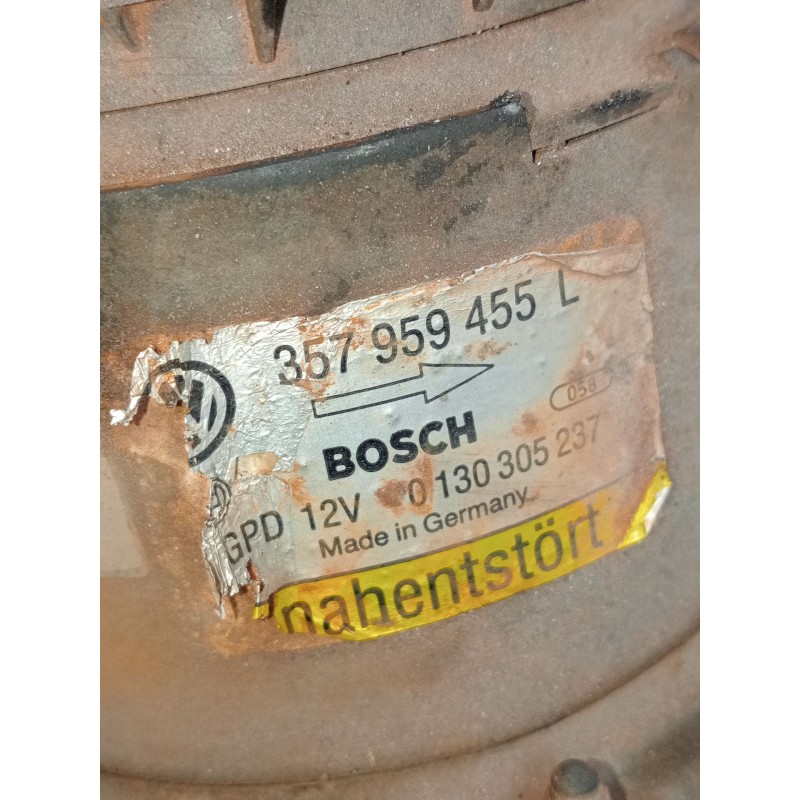 357 959 455 L
058
BOSCH
GPD 12V 0 130 305 237
Made in Germany
nahentstört